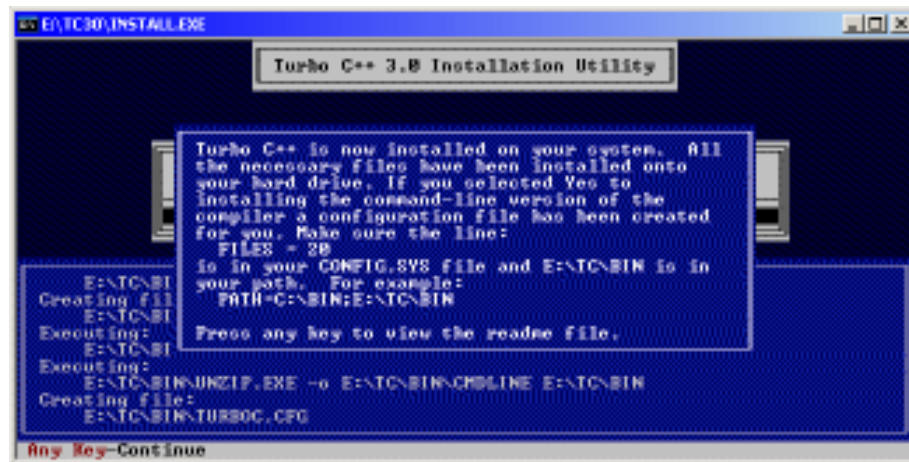 E:\TC30\INSTALL.EXE
Turbo C++ 3.0 Installation Utility
Turbo C++ is now installed on your system. All
the necessary files have been installed onto
your hard drive. If you selected Yes to
installing the command-line version of the
compiler a configuration file has been created
for you. Make sure the line:
FILES = 20
is in your CONFIG.SYS file and E:\TC\BIN is in
your path. For example:
PATH=C:\BIN;E:\TC\BIN
Press any key to view the readme file.
E:\TC\BI
Creating fil
E:\TC\BI
Executing:
E:\TC\BI
Executing:
E:\TC\BIN\UNZIP.EXE -o E:\TC\BIN\CMDLINE E:\TC\BIN
Creating file:
E:\TC\BIN\TURBOC.CFG
Any Key-Continue